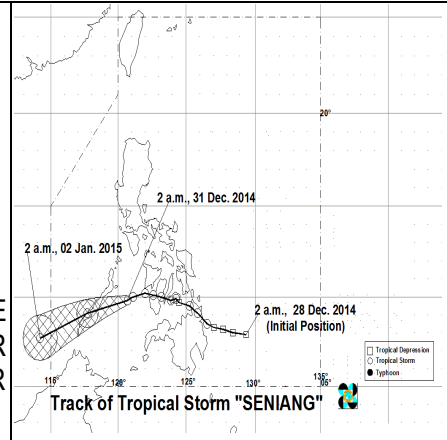 20°
2 a.m., 31 Dec. 2014
2 a.m., 02 Jan. 2015
2 a.m., 28 Dec. 2014
(Initial Position)
Tropical Depression
Tropical Storm
Typhoon
115°
120°
125°
130°
135°
05°
Track of Tropical Storm "SENIANG"